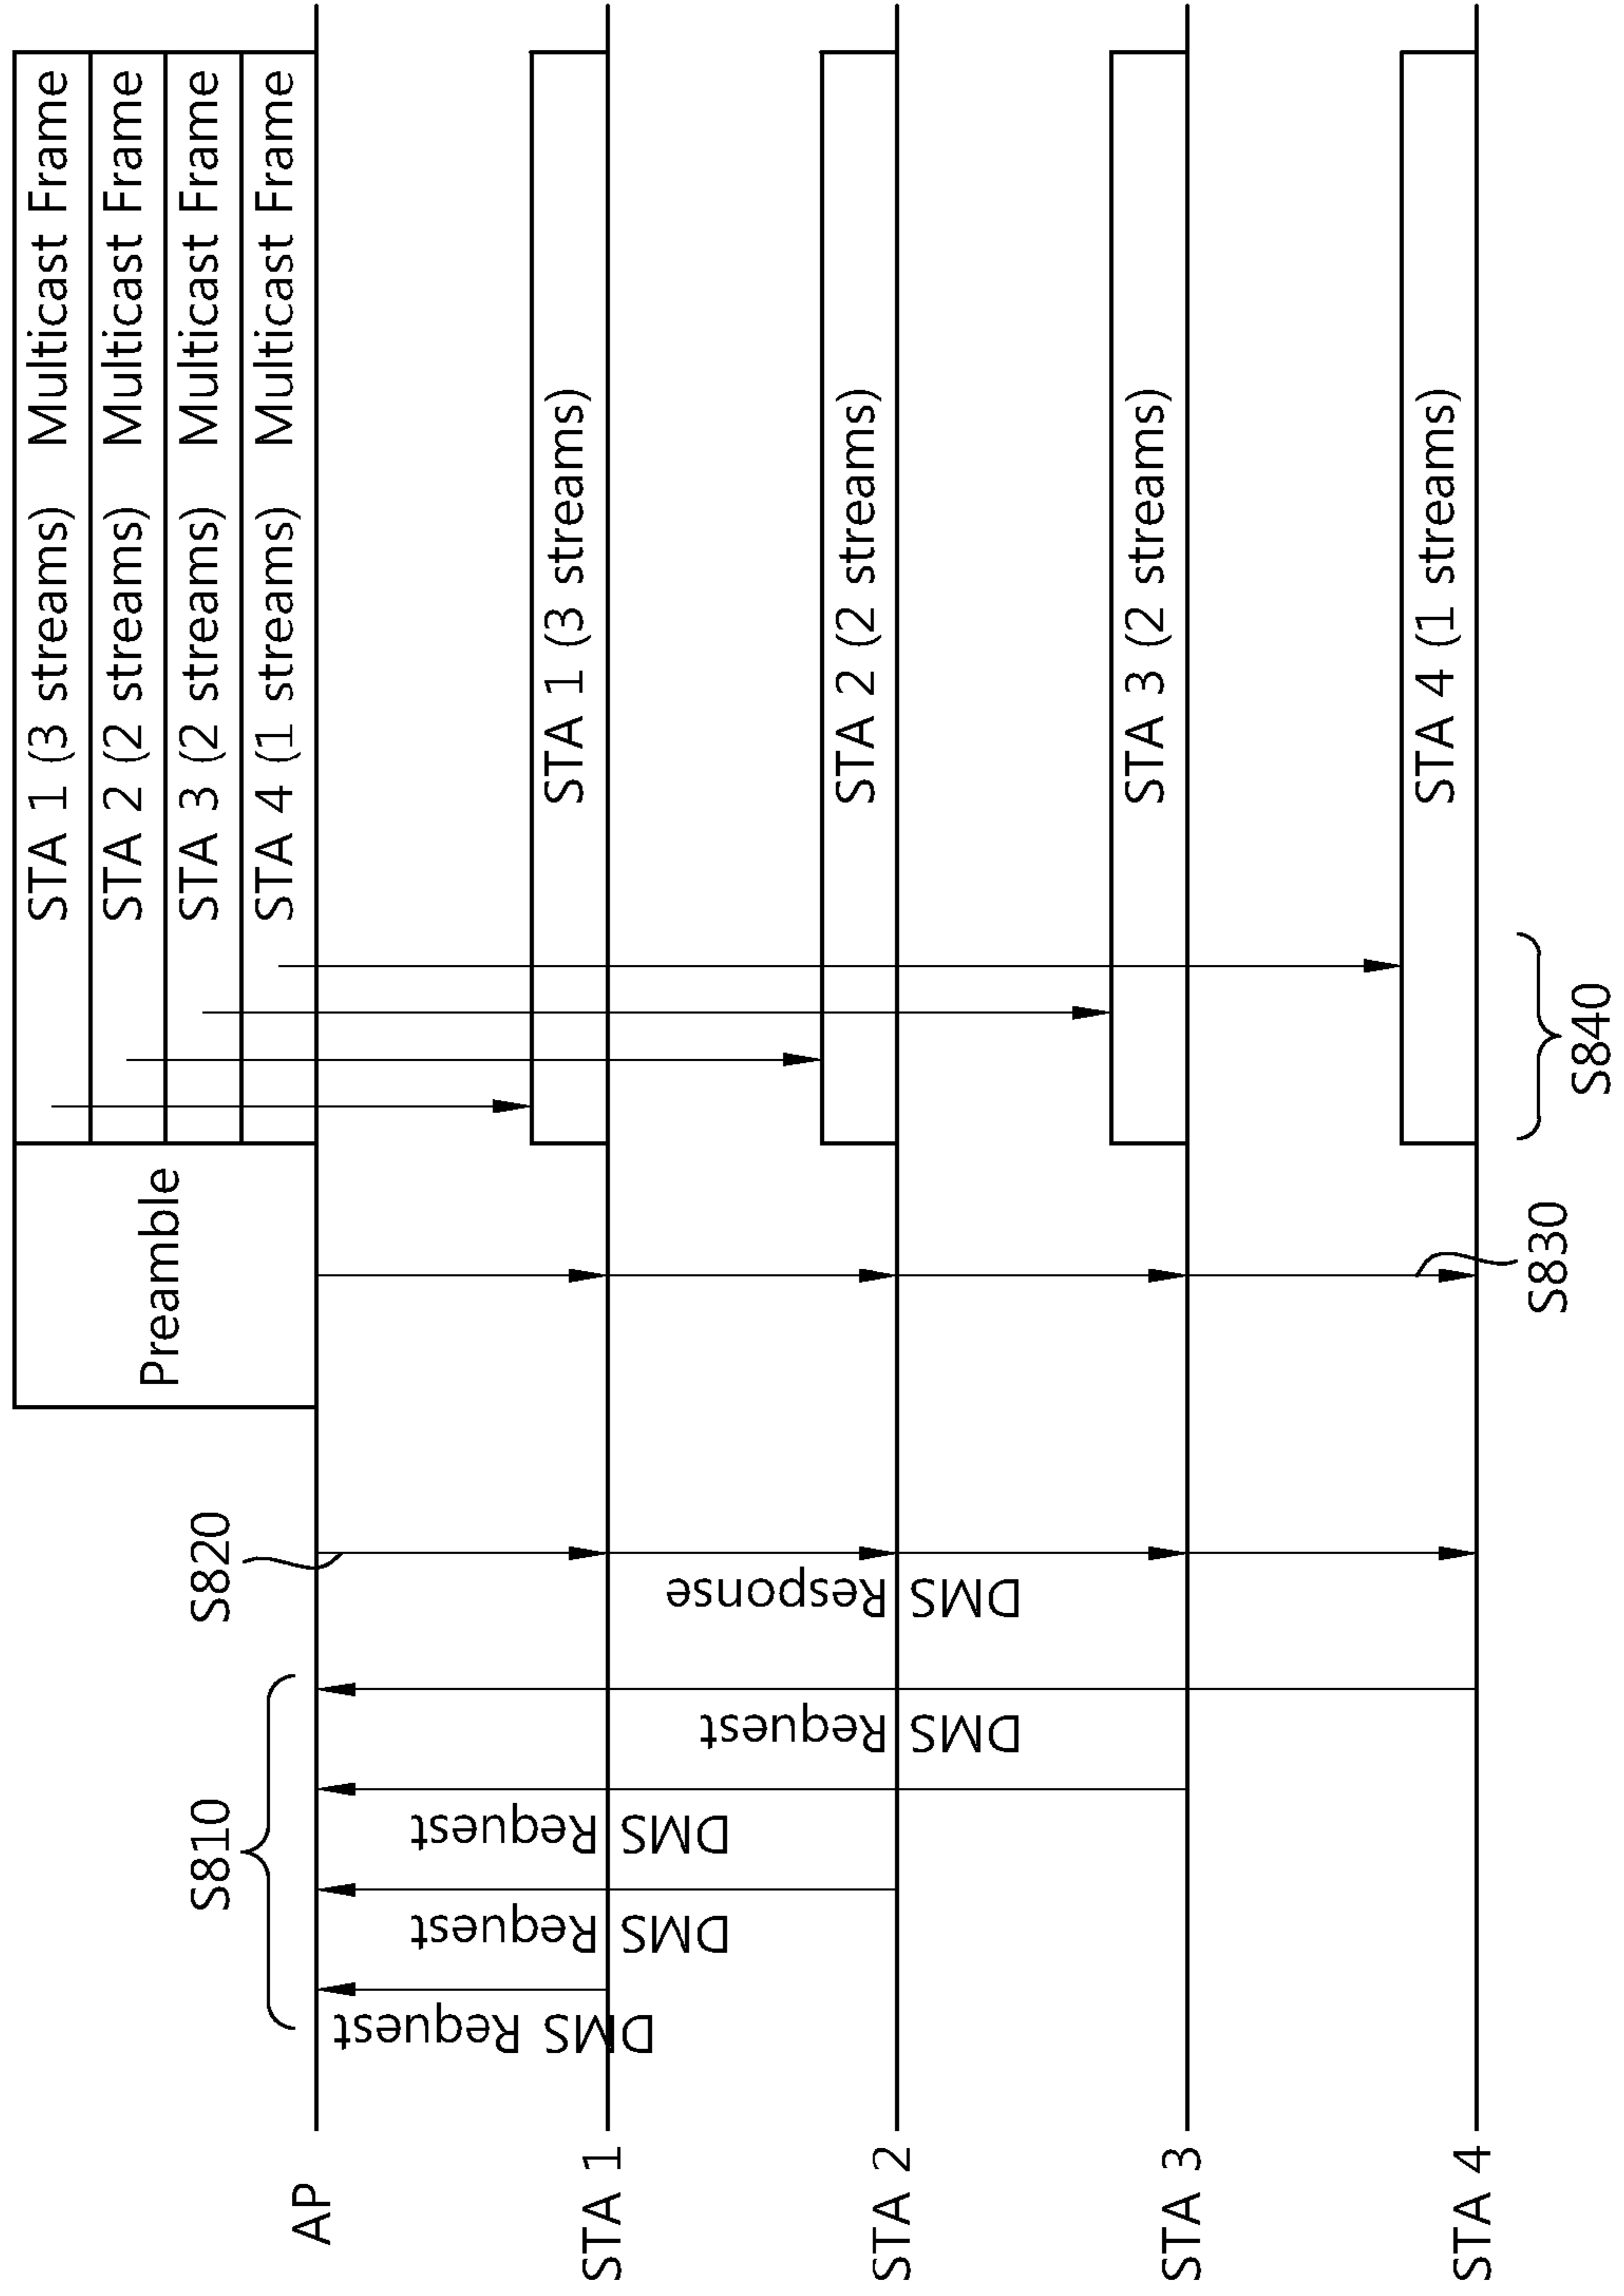 STA 1 (3 streams) Multicast Frame
STA 2 (2 streams) Multicast Frame
STA 3 (2 streams) Multicast Frame
STA 4 (1 streams) Multicast Frame
Preamble
S810
S820
AP
DMS Request
DMS Request
DMS Request
DMS Request
DMS Response
STA 1
STA 1 (3 streams)
STA 2
STA 2 (2 streams)
STA 3
STA 3 (2 streams)
STA 4
STA 4 (1 streams)
S830
S840